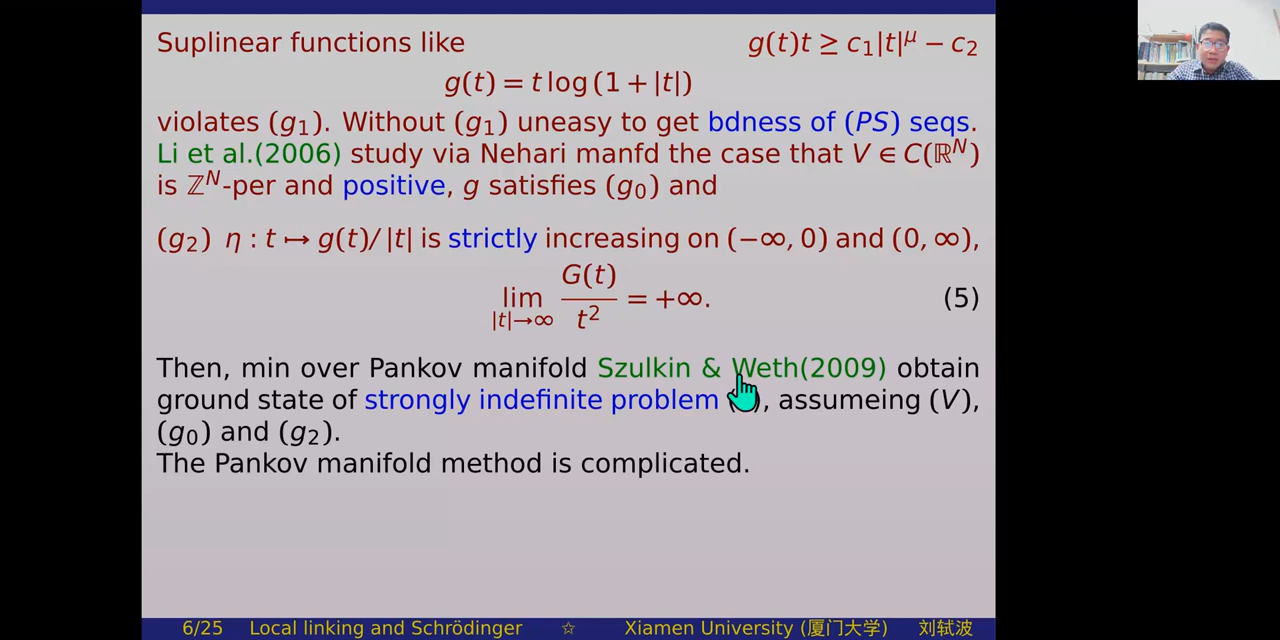 Suplinear functions like g(t)t ≥ c₁|t|^μ − c₂
g(t) = t log (1 + |t|)
violates (g₁). Without (g₁) uneasy to get bdness of (PS) seqs.
Li et al.(2006) study via Nehari manfd the case that V ∈ C(ℝ^N)
is ℤ^N-per and positive, g satisfies (g₀) and
(g₂) η : t ↦ g(t)/ |t| is strictly increasing on (−∞, 0) and (0, ∞),
lim_{|t|→∞} G(t)/t² = +∞. (5)
Then, min over Pankov manifold Szulkin & Weth(2009) obtain
ground state of strongly indefinite problem ( ), assumeing (V),
(g₀) and (g₂).
The Pankov manifold method is complicated.
6/25 Local linking and Schrödinger ☆ Xiamen University (厦门大学) 刘轼波